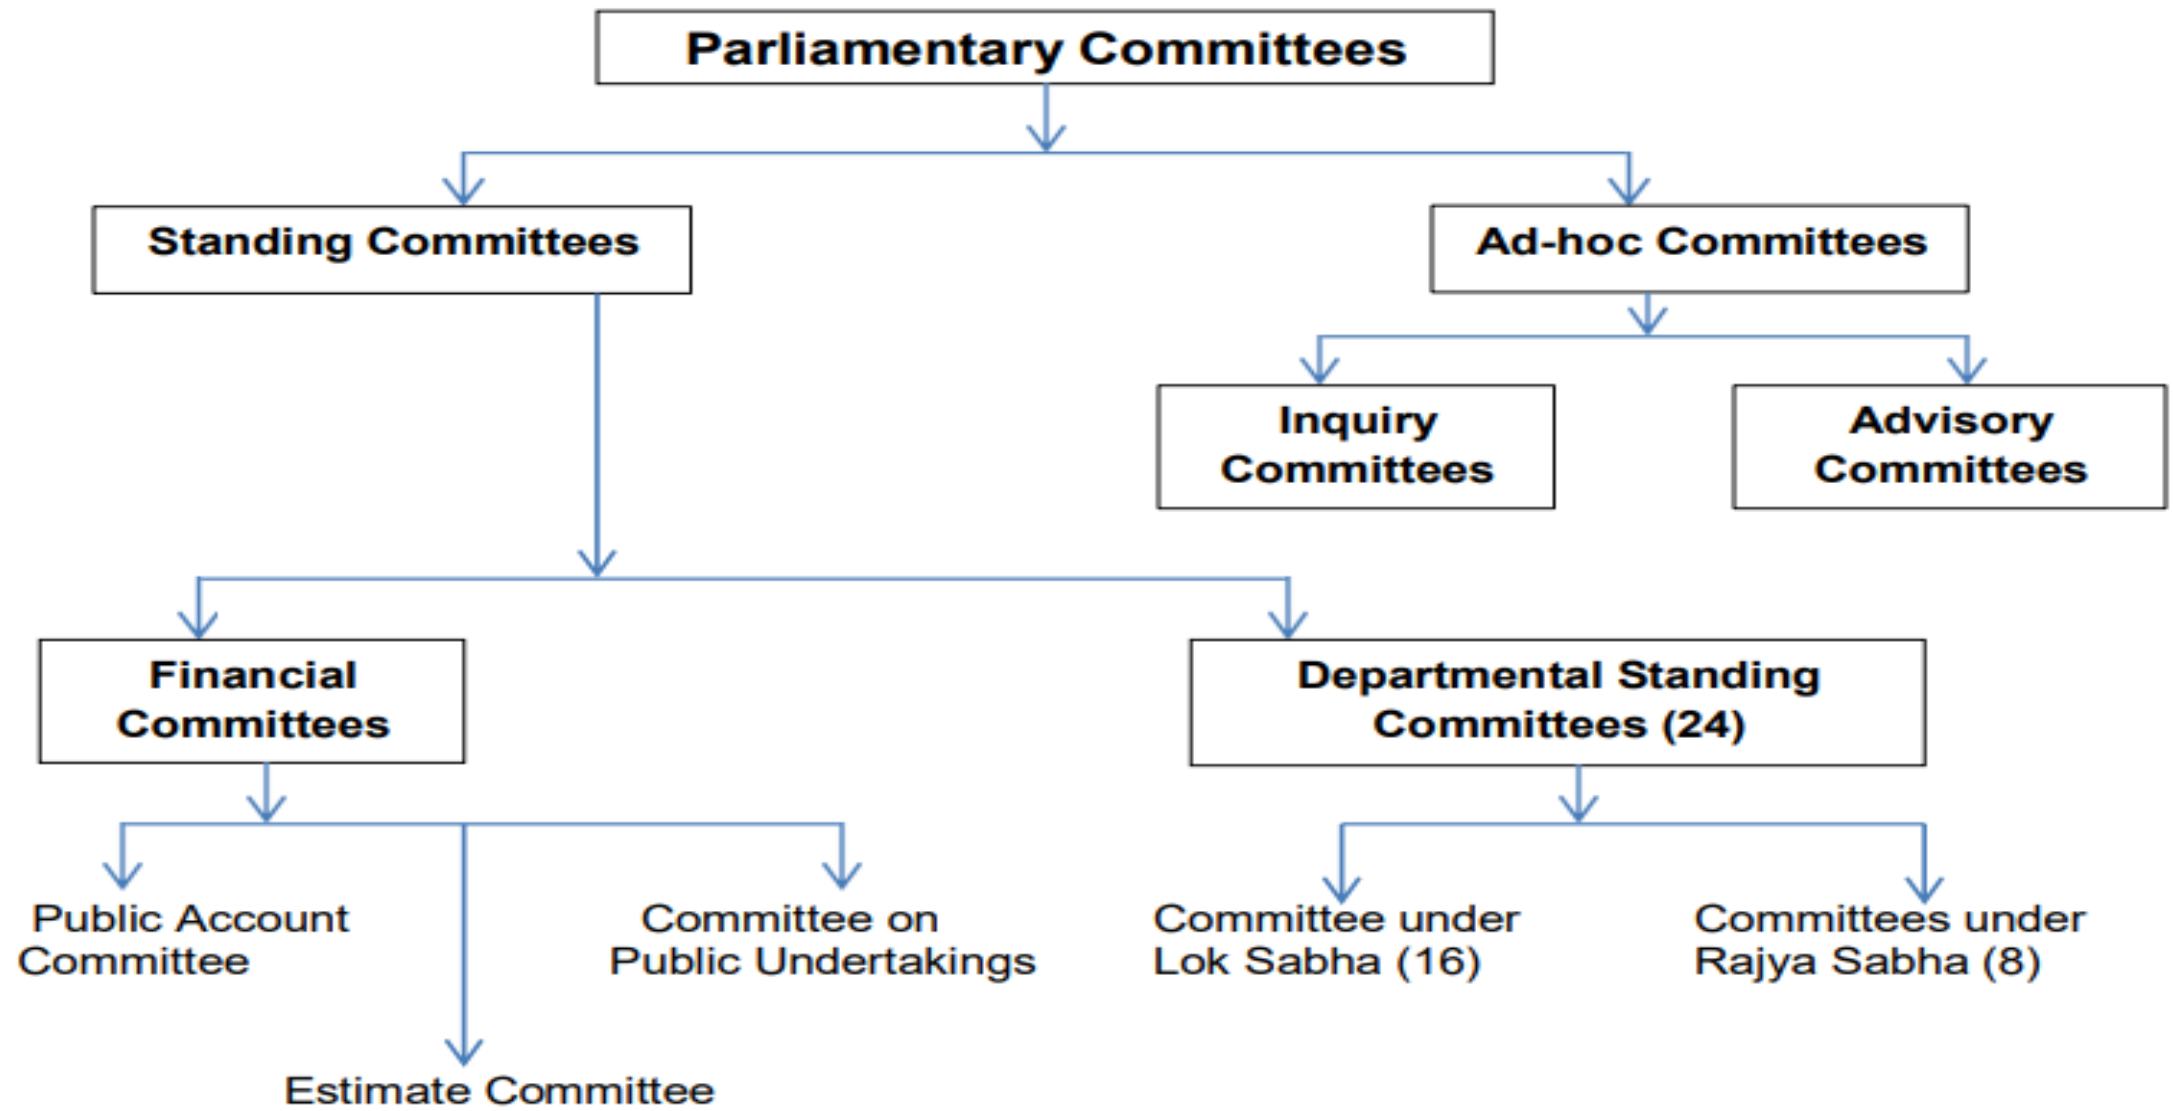 Parliamentary Committees
Standing Committees
Ad-hoc Committees
Inquiry
Committees
Advisory
Committees
Financial
Committees
Departmental Standing
Committees (24)
Public Account
Committee
Committee on
Public Undertakings
Committee under
Lok Sabha (16)
Committees under
Rajya Sabha (8)
Estimate Committee